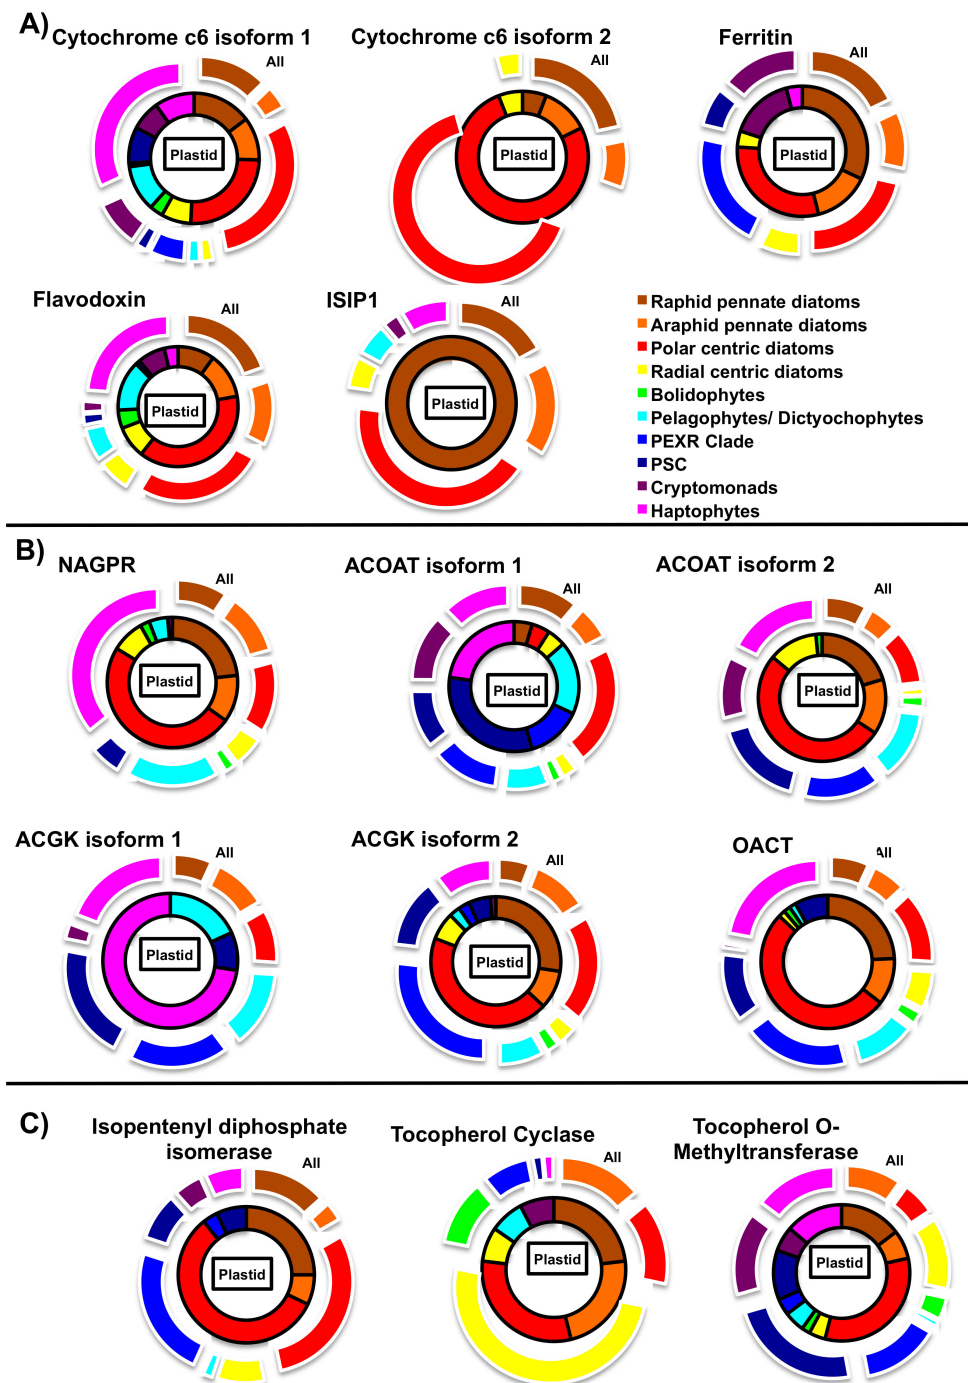 A)
Cytochrome c6 isoform 1
All
Plastid
Cytochrome c6 isoform 2
All
Plastid
Ferritin
All
Plastid
Flavodoxin
All
Plastid
ISIP1
All
Plastid
Raphid pennate diatoms
Araphid pennate diatoms
Polar centric diatoms
Radial centric diatoms
Bolidophytes
Pelagophytes/ Dictyochophytes
PEXR Clade
PSC
Cryptomonads
Haptophytes
B)
NAGPR
All
Plastid
ACOAT isoform 1
All
Plastid
ACOAT isoform 2
All
Plastid
ACGK isoform 1
All
Plastid
ACGK isoform 2
All
Plastid
OACT
All
C)
Isopentenyl diphosphate
isomerase
All
Plastid
Tocopherol Cyclase
All
Plastid
Tocopherol O-
Methyltransferase
All
Plastid